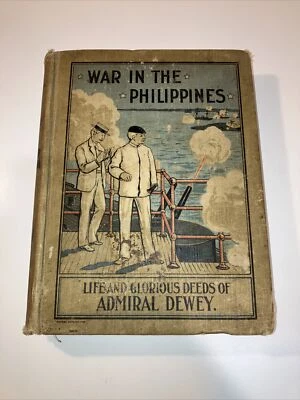 WAR IN THE
PHILIPPINES
LIFE AND GLORIOUS DEEDS OF
ADMIRAL DEWEY.